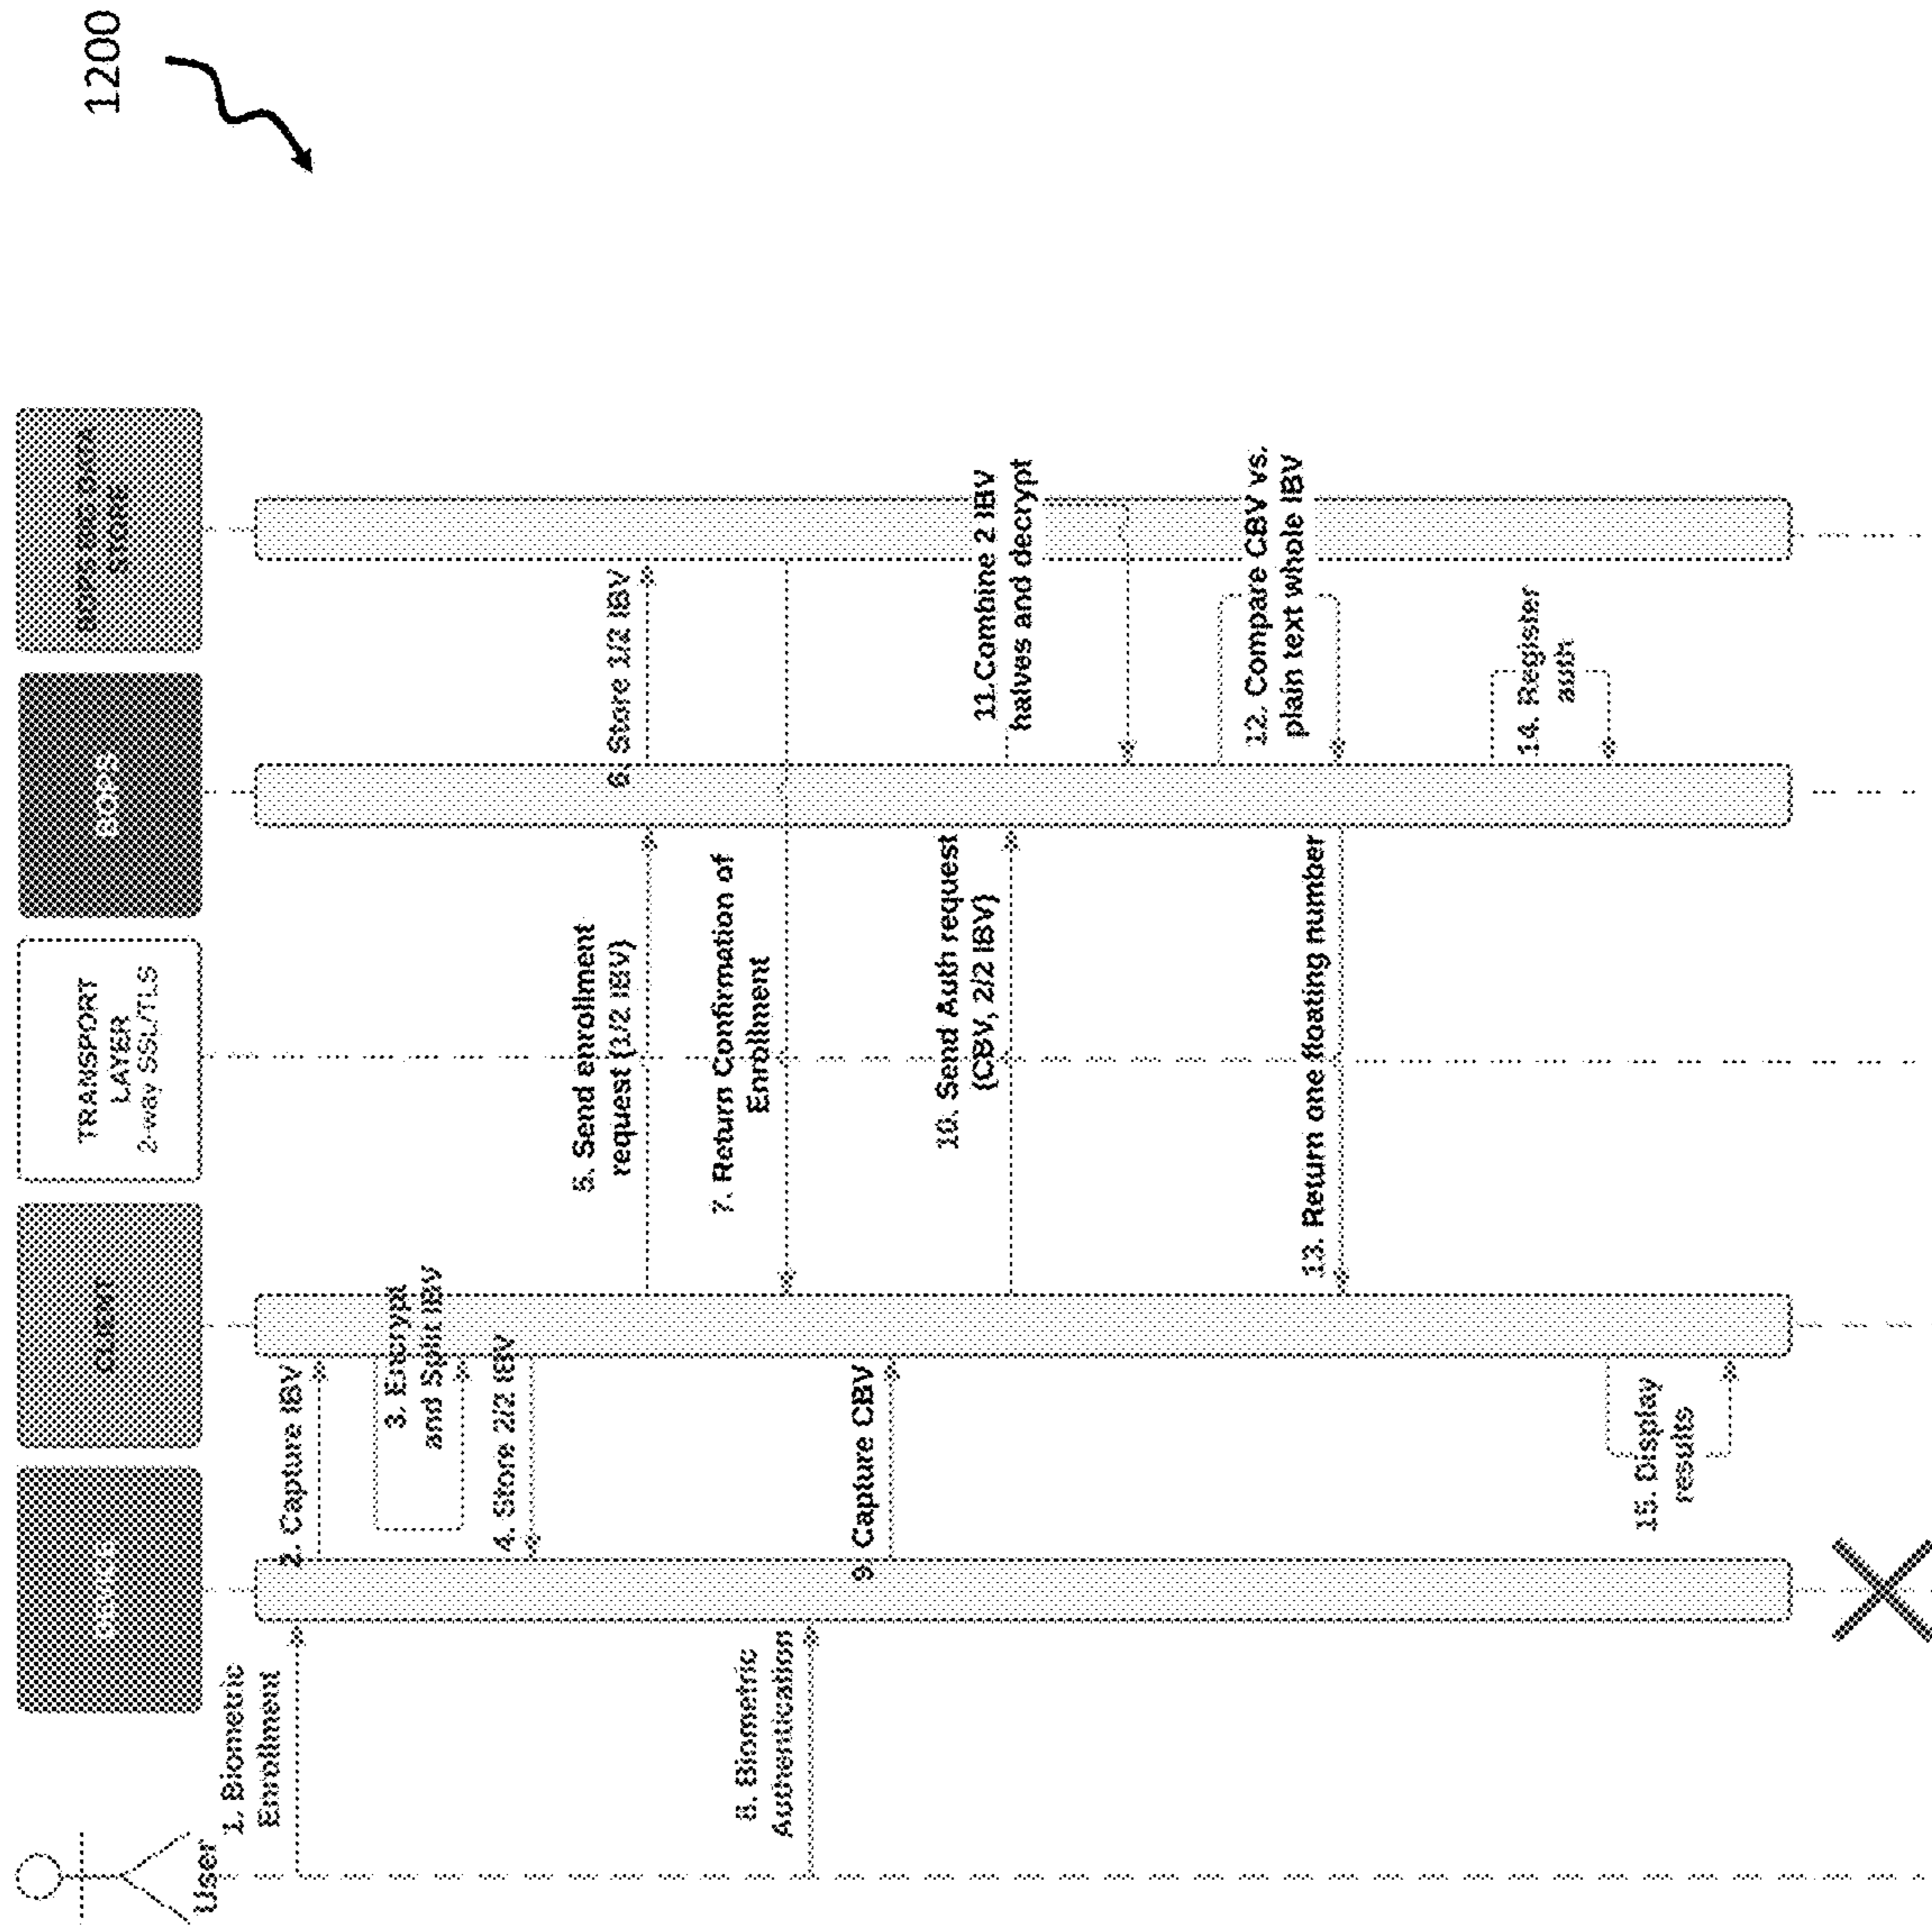 1200
User
CLIENT
TRANSPORT
LAYER
2-way SSL/TLS
BOPS
STORE
1. Biometric
Enrollment
2. Capture IBV
3. Encrypt
and Split IBV
4. Store 2/2 IBV
5. Send enrollment
request {1/2 IBV}
6. Store 1/2 IBV
7. Return Confirmation of
Enrollment
8. Biometric
Authentication
9. Capture CBV
10. Send Auth request
{CBV, 2/2 IBV}
11.Combine 2 IBV
halves and decrypt
12. Compare CBV vs.
plain text whole IBV
13. Return one floating number
14. Register
auth
15. Display
results